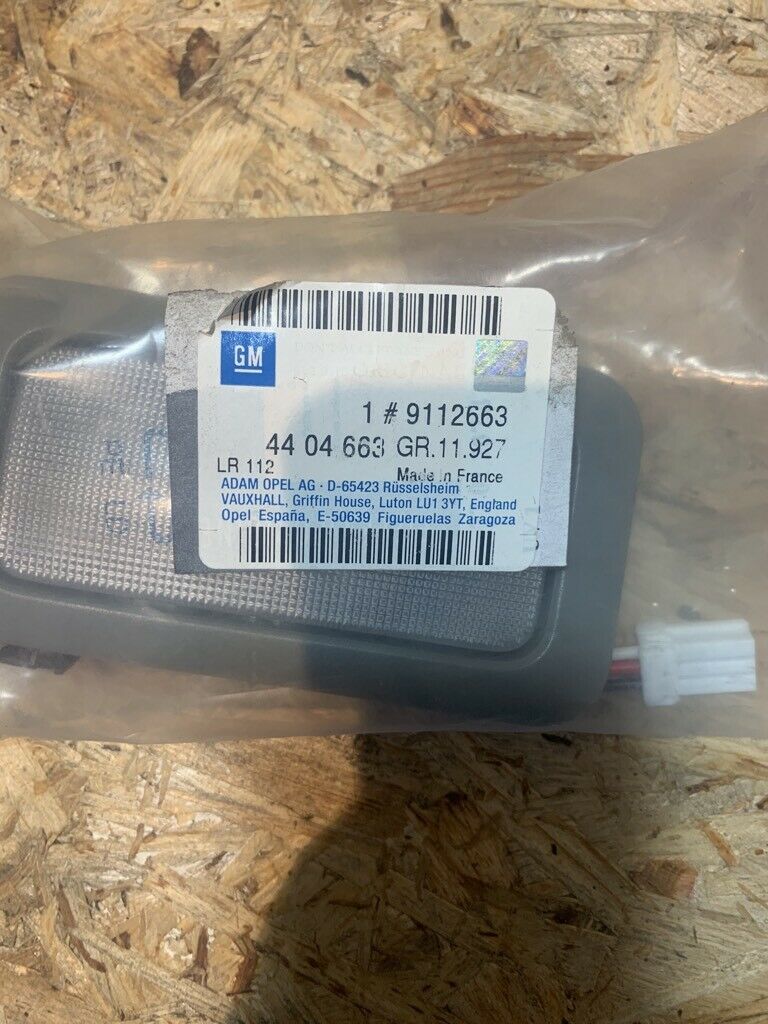 GM
1 # 9112663
44 04 663 GR.11.927
LR 112
Made in France
ADAM OPEL AG · D-65423 Rüsselsheim
VAUXHALL, Griffin House, Luton LU1 3YT, England
Opel España, E-50639 Figueruelas Zaragoza